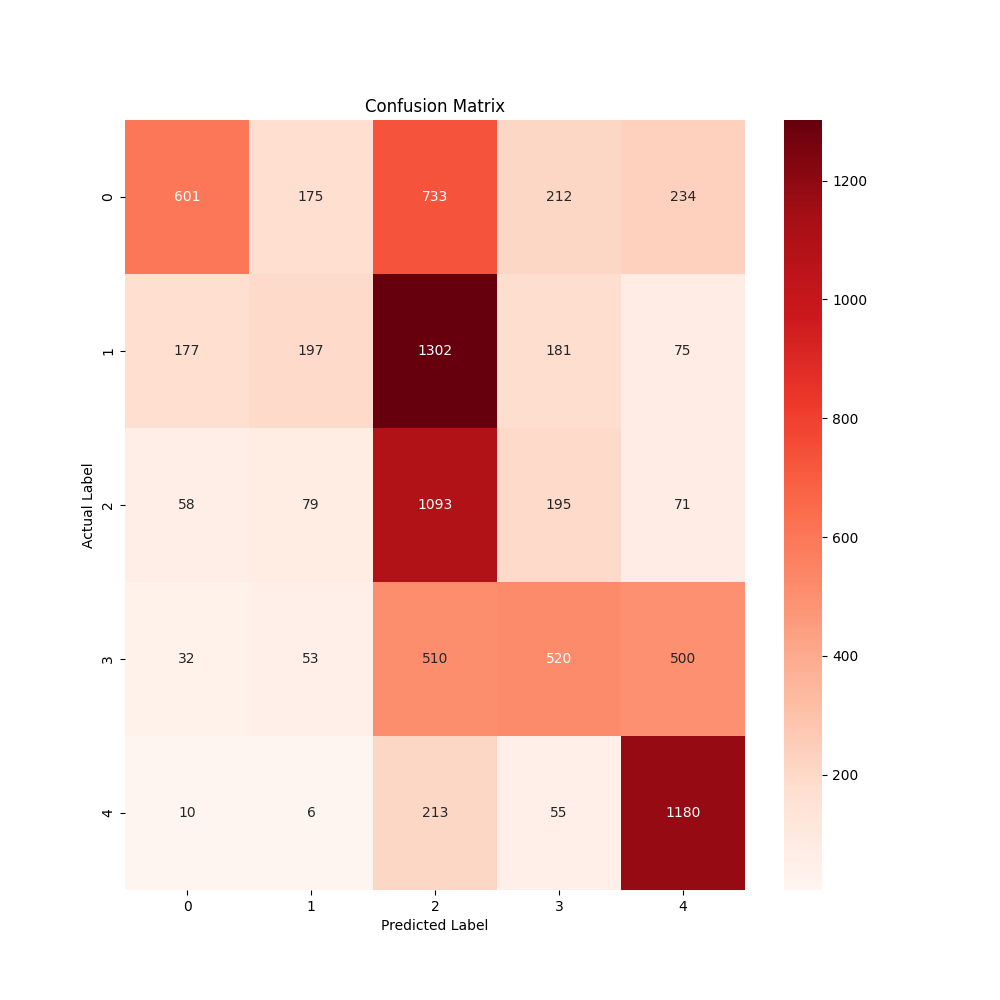 Confusion Matrix
0 601 175 733 212 234
1 177 197 1302 181 75
2 58 79 1093 195 71
3 32 53 510 520 500
4 10 6 213 55 1180
0 1 2 3 4
Predicted Label
Actual Label
1200
1000
800
600
400
200